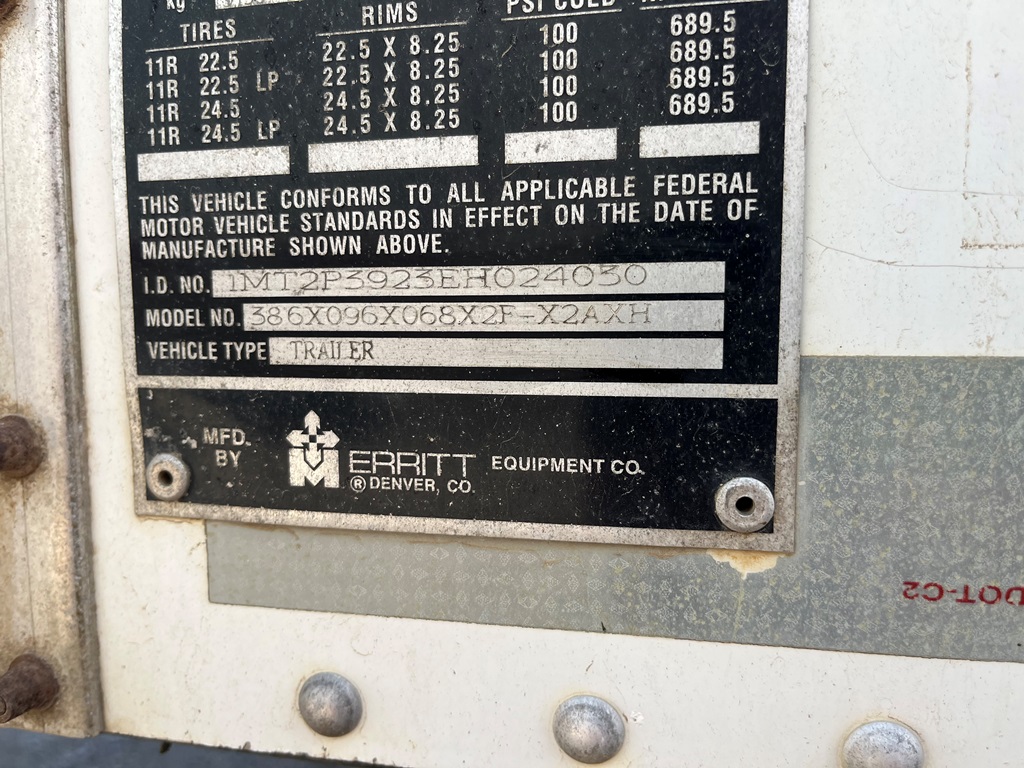 kg
TIRES RIMS PSI COLD
11R 22.5 22.5 X 8.25 100 689.5
11R 22.5 LP 22.5 X 8.25 100 689.5
11R 24.5 24.5 X 8.25 100 689.5
11R 24.5 LP 24.5 X 8.25 100 689.5
THIS VEHICLE CONFORMS TO ALL APPLICABLE FEDERAL
MOTOR VEHICLE STANDARDS IN EFFECT ON THE DATE OF
MANUFACTURE SHOWN ABOVE.
I.D. NO. 1MT2P3923EH024030
MODEL NO. 386X096X068X2F-X2AXH
VEHICLE TYPE TRAILER
MFD. BY
MERRITT EQUIPMENT CO.
® DENVER, CO.
DOT-C2